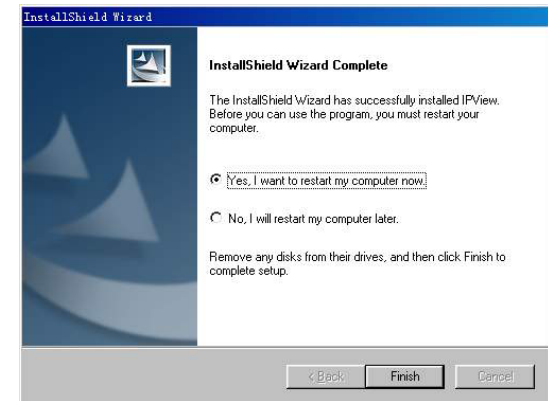 InstallShield Wizard
InstallShield Wizard Complete
The InstallShield Wizard has successfully installed IPView.
Before you can use the program, you must restart your
computer.
Yes, I want to restart my computer now.
No, I will restart my computer later.
Remove any disks from their drives, and then click Finish to
complete setup.
< Back
Finish
Cancel